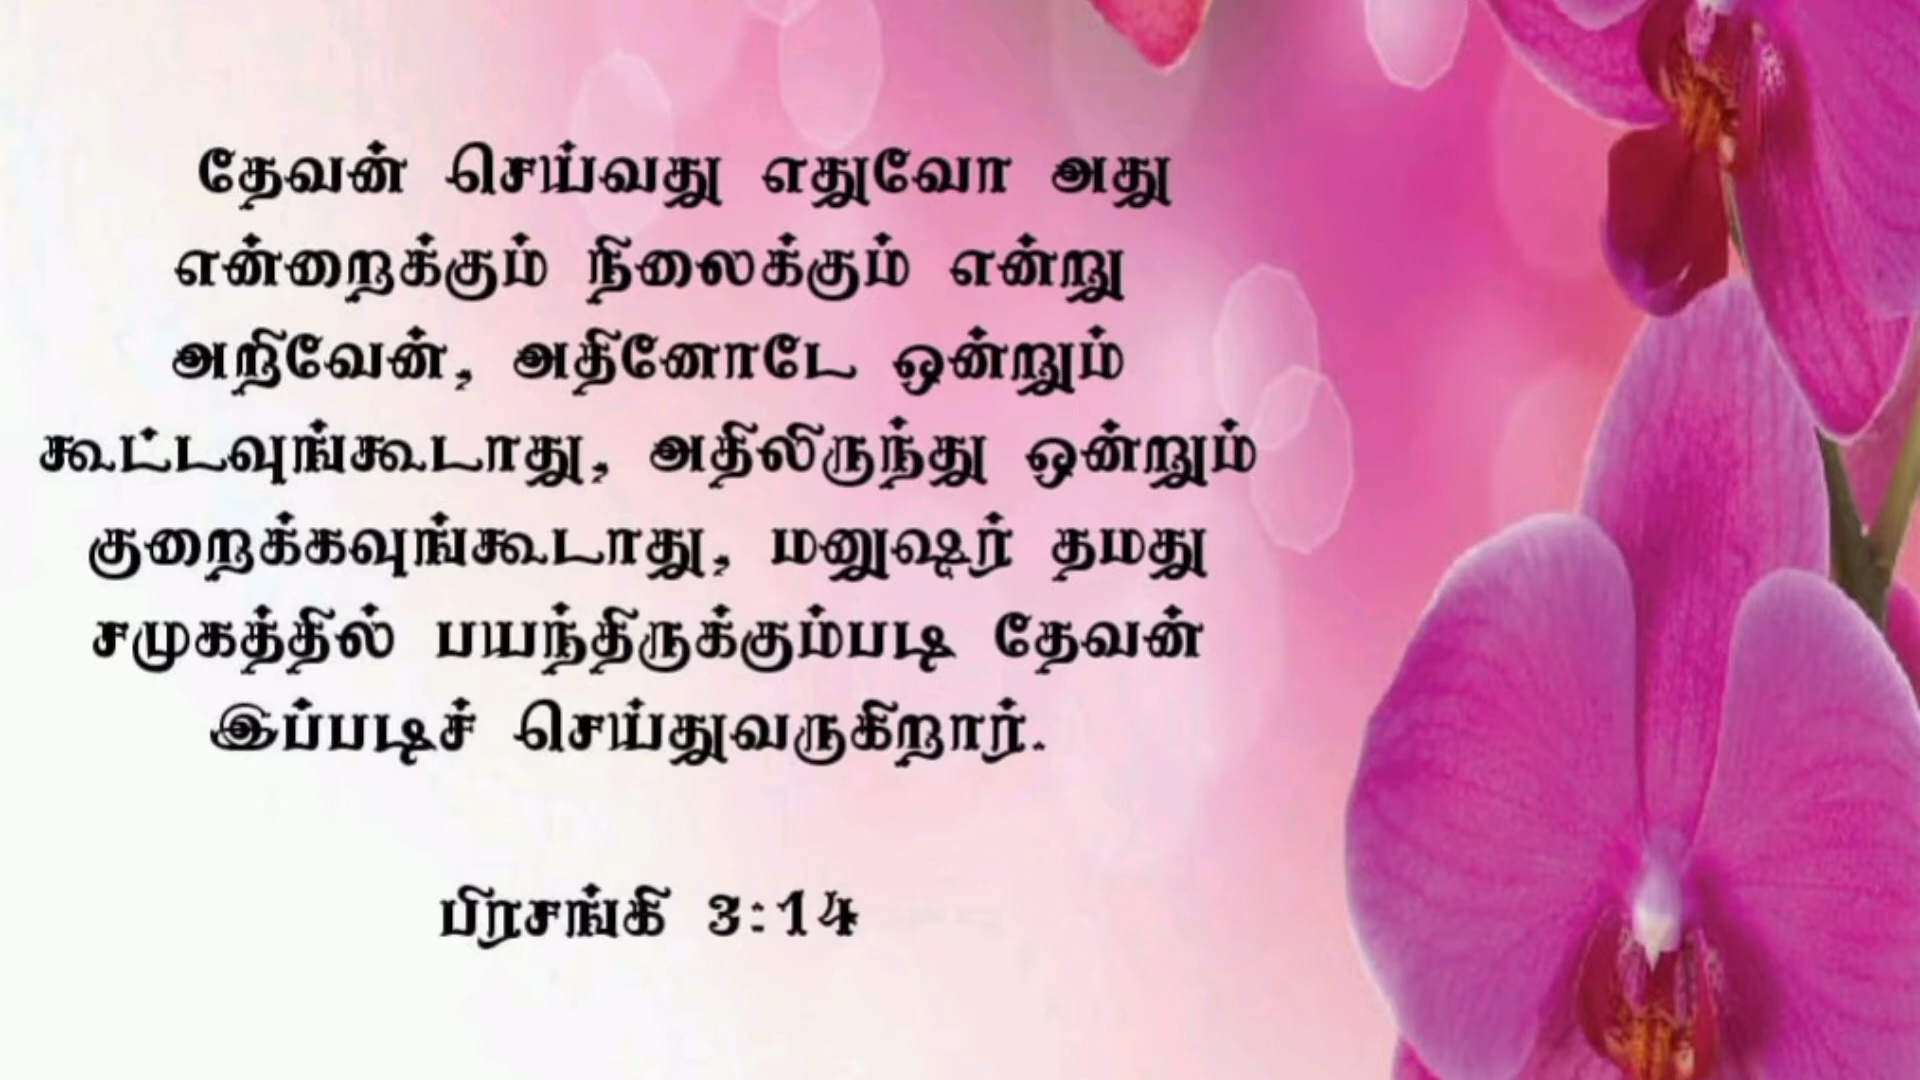 தேவன் செய்வது எதுவோ அது
என்றைக்கும் நிலைக்கும் என்று
அறிவேன், அதினோடே ஒன்றும்
கூட்டவுங்கூடாது, அதிலிருந்து ஒன்றும்
குறைக்கவுங்கூடாது, மனுஷர் தமது
சமுகத்தில் பயந்திருக்கும்படி தேவன்
இப்படிச் செய்துவருகிறார்.
பிரசங்கி 3:14